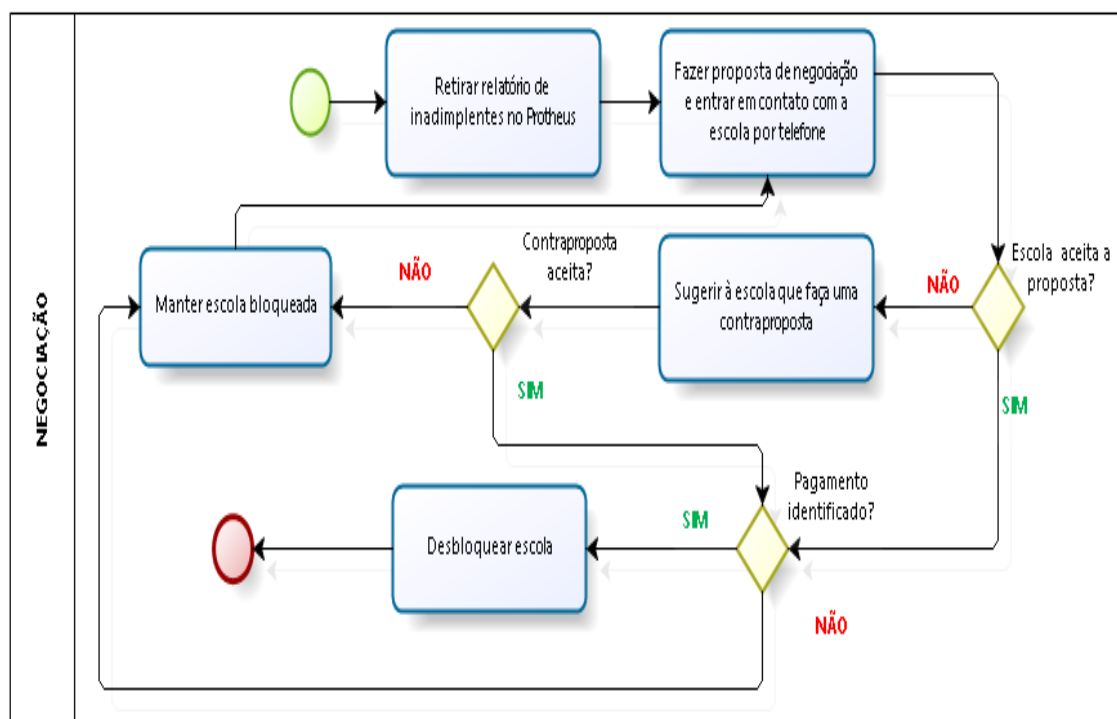 NEGOCIAÇÃO
Retirar relatório de
inadimplentes no Protheus
Fazer proposta de negociação
e entrar em contato com a
escola por telefone
Escola aceita a
proposta?
NÃO
SIM
Sugerir à escola que faça uma
contraproposta
Contraproposta
aceita?
NÃO
SIM
Manter escola bloqueada
Pagamento
identificado?
SIM
NÃO
Desbloquear escola